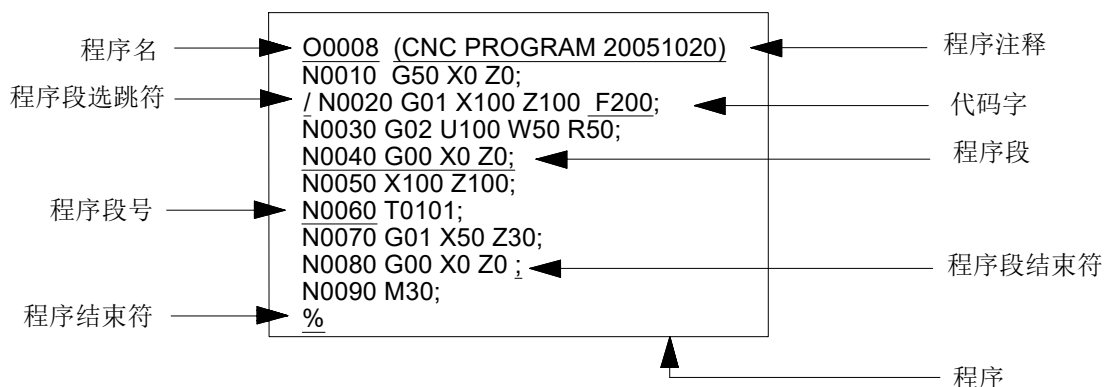 程序名 O0008 (CNC PROGRAM 20051020) 程序注释
N0010 G50 X0 Z0;
程序段选跳符 / N0020 G01 X100 Z100 F200; 代码字
N0030 G02 U100 W50 R50;
N0040 G00 X0 Z0; 程序段
N0050 X100 Z100;
程序段号 N0060 T0101;
N0070 G01 X50 Z30;
N0080 G00 X0 Z0 ; 程序段结束符
N0090 M30;
程序结束符 %
程序